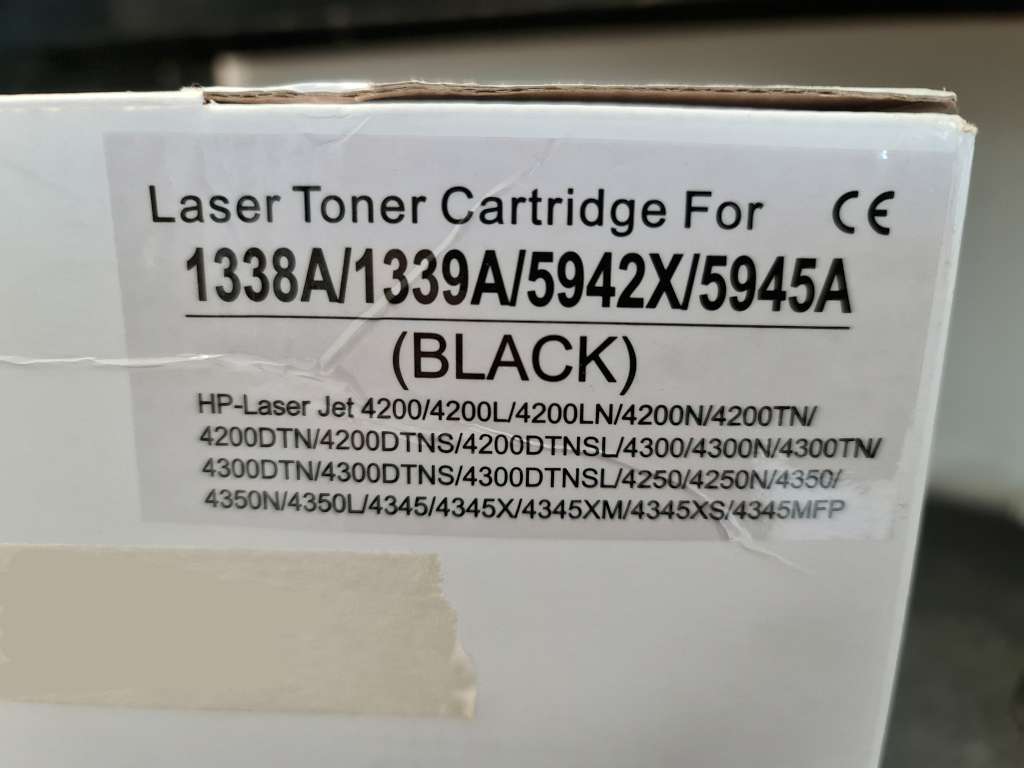 Laser Toner Cartridge For CE
1338A/1339A/5942X/5945A
(BLACK)
HP-Laser Jet 4200/4200L/4200LN/4200N/4200TN/
4200DTN/4200DTNS/4200DTNSL/4300/4300N/4300TN/
4300DTN/4300DTNS/4300DTNSL/4250/4250N/4350/
4350N/4350L/4345/4345X/4345XM/4345XS/4345MFP